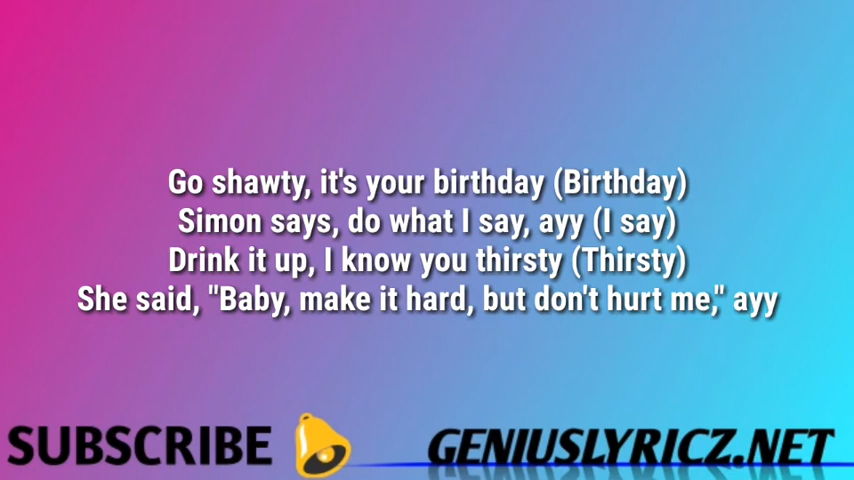 Go shawty, it's your birthday (Birthday)
Simon says, do what I say, ayy (I say)
Drink it up, I know you thirsty (Thirsty)
She said, "Baby, make it hard, but don't hurt me," ayy
SUBSCRIBE
GENIUSLYRICZ.NET